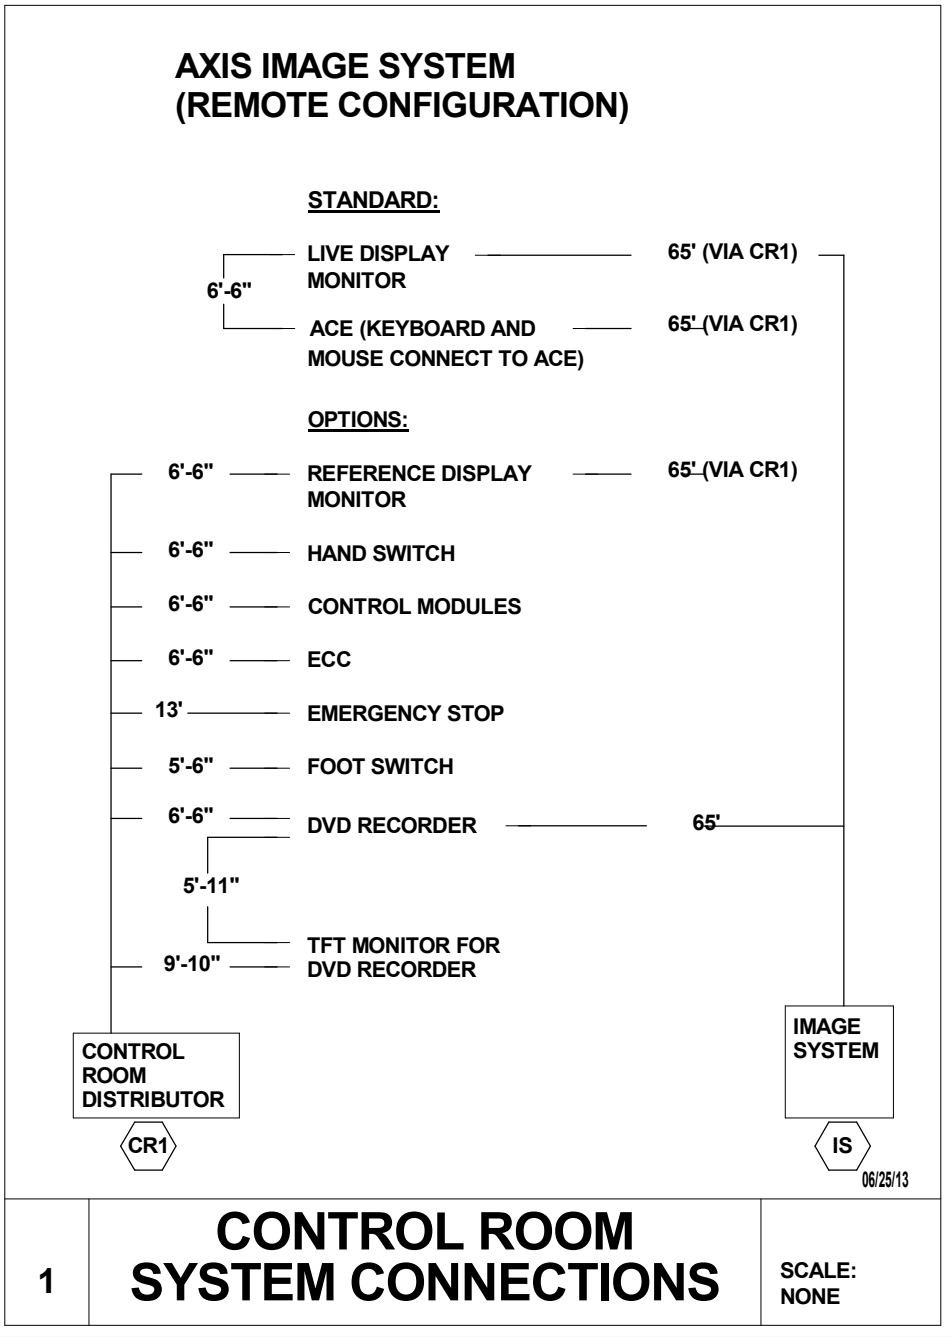 AXIS IMAGE SYSTEM
(REMOTE CONFIGURATION)
STANDARD:
LIVE DISPLAY
MONITOR
65' (VIA CR1)
6'-6"
ACE (KEYBOARD AND
MOUSE CONNECT TO ACE)
65' (VIA CR1)
OPTIONS:
6'-6"
REFERENCE DISPLAY
MONITOR
65' (VIA CR1)
6'-6"
HAND SWITCH
6'-6"
CONTROL MODULES
6'-6"
ECC
13'
EMERGENCY STOP
5'-6"
FOOT SWITCH
6'-6"
DVD RECORDER
65'
5'-11"
TFT MONITOR FOR
DVD RECORDER
9'-10"
CONTROL
ROOM
DISTRIBUTOR
CR1
IMAGE
SYSTEM
IS
06/25/13
1
CONTROL ROOM
SYSTEM CONNECTIONS
SCALE:
NONE